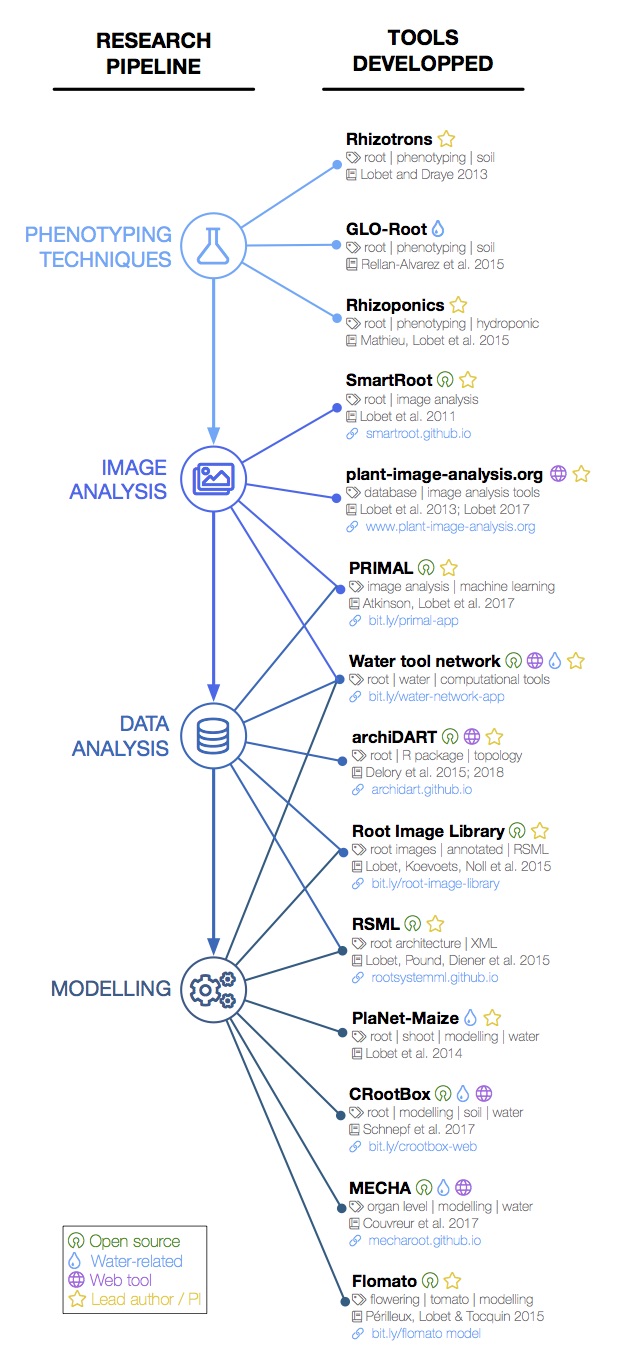 RESEARCH
PIPELINE
TOOLS
DEVELOPPED
PHENOTYPING
TECHNIQUES
IMAGE
ANALYSIS
DATA
ANALYSIS
MODELLING
Rhizotrons
root | phenotyping | soil
Lobet and Draye 2013
GLO-Root
root | phenotyping | soil
Rellan-Alvarez et al. 2015
Rhizoponics
root | phenotyping | hydroponic
Mathieu, Lobet et al. 2015
SmartRoot
root | image analysis
Lobet et al. 2011
smartroot.github.io
plant-image-analysis.org
database | image analysis tools
Lobet et al. 2013; Lobet 2017
www.plant-image-analysis.org
PRIMAL
image analysis | machine learning
Atkinson, Lobet et al. 2017
bit.ly/primal-app
Water tool network
root | water | computational tools
bit.ly/water-network-app
archiDART
root | R package | topology
Delory et al. 2015; 2018
archidart.github.io
Root Image Library
root images | annotated | RSML
Lobet, Koevoets, Noll et al. 2015
bit.ly/root-image-library
RSML
root architecture | XML
Lobet, Pound, Diener et al. 2015
rootsystemml.github.io
PlaNet-Maize
root | shoot | modelling | water
Lobet et al. 2014
CRootBox
root | modelling | soil | water
Schnepf et al. 2017
bit.ly/crootbox-web
MECHA
organ level | modelling | water
Couvreur et al. 2017
mecharoot.github.io
Flomato
flowering | tomato | modelling
Périlleux, Lobet & Tocquin 2015
bit.ly/flomato model
Open source
Water-related
Web tool
Lead author / PI